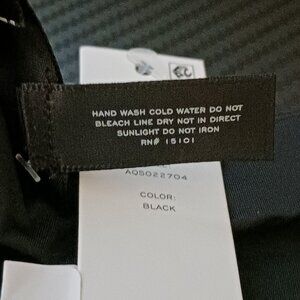 HAND WASH COLD WATER DO NOT
BLEACH LINE DRY NOT IN DIRECT
SUNLIGHT DO NOT IRON
RN# 15101
AQS022704
COLOR:
BLACK